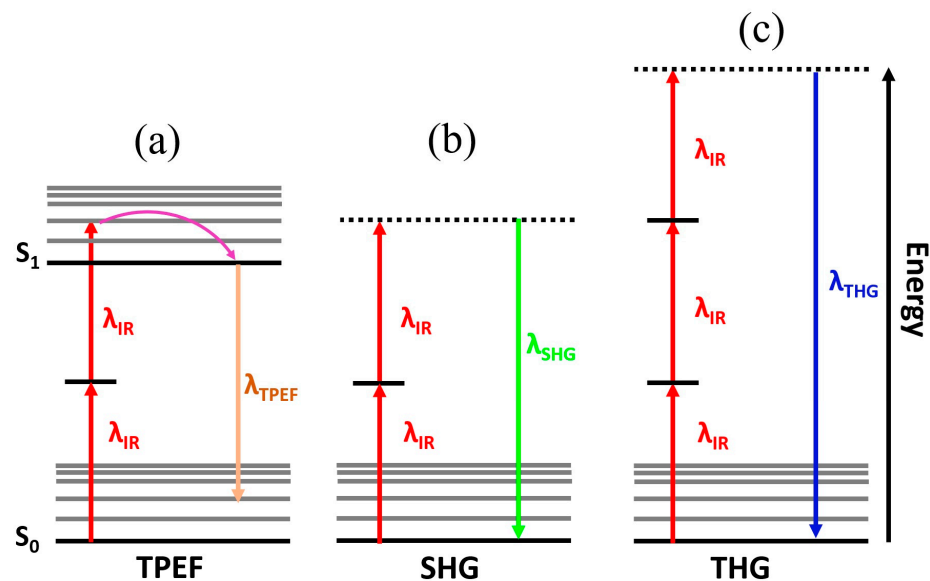 (a)
(b)
(c)
S1
λIR
λIR
λTPEF
S0
TPEF
λIR
λIR
λSHG
SHG
λIR
λIR
λIR
λTHG
THG
Energy